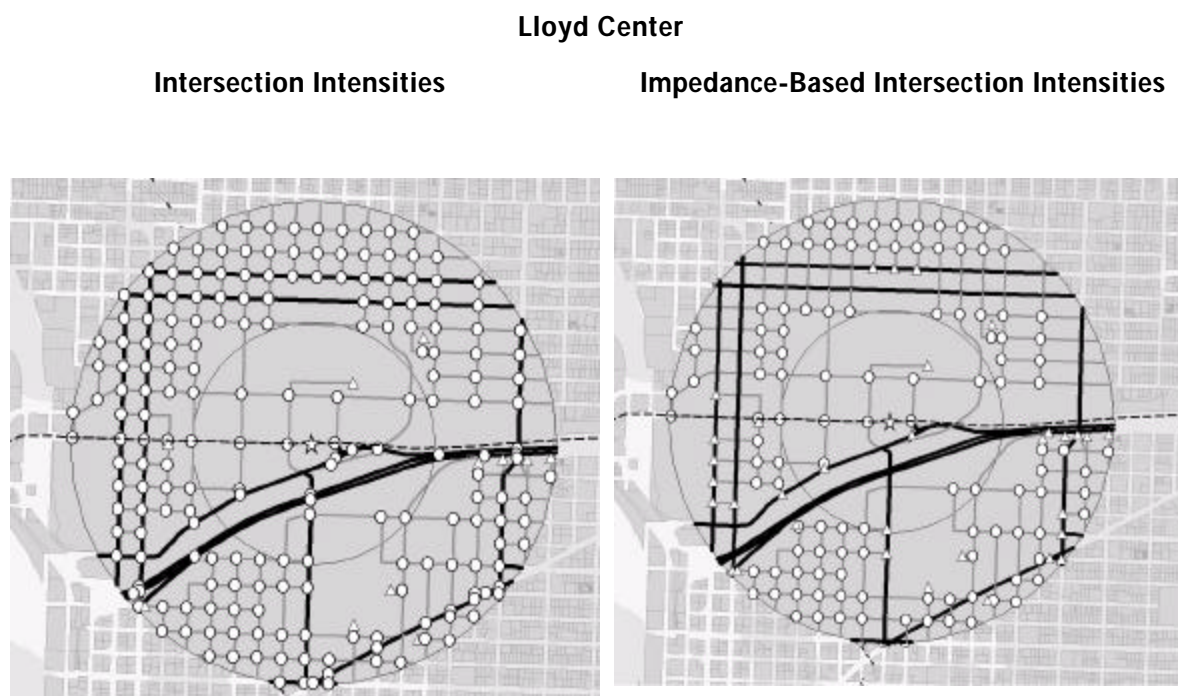 Lloyd Center
Intersection Intensities
Impedance-Based Intersection Intensities